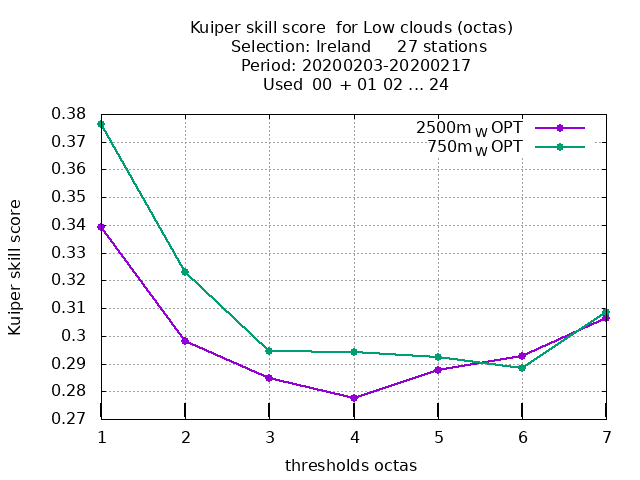 Kuiper skill score  for Low clouds (octas)
Selection: Ireland     27 stations
Period: 20200203-20200217
Used  00 + 01 02 ... 24
2500m W OPT
750m W OPT
Kuiper skill score
0.38
0.37
0.36
0.35
0.34
0.33
0.32
0.31
0.3
0.29
0.28
0.27
1 2 3 4 5 6 7
thresholds octas